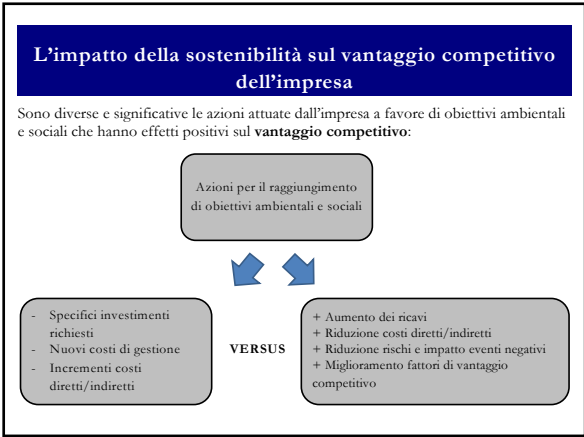 L'impatto della sostenibilità sul vantaggio competitivo
dell'impresa
Sono diverse e significative le azioni attuate dall'impresa a favore di obiettivi ambientali
e sociali che hanno effetti positivi sul vantaggio competitivo:
Azioni per il raggiungimento
di obiettivi ambientali e sociali
- Specifici investimenti
richiesti
- Nuovi costi di gestione
- Incrementi costi
diretti/indiretti
VERSUS
+ Aumento dei ricavi
+ Riduzione costi diretti/indiretti
+ Riduzione rischi e impatto eventi negativi
+ Miglioramento fattori di vantaggio
competitivo